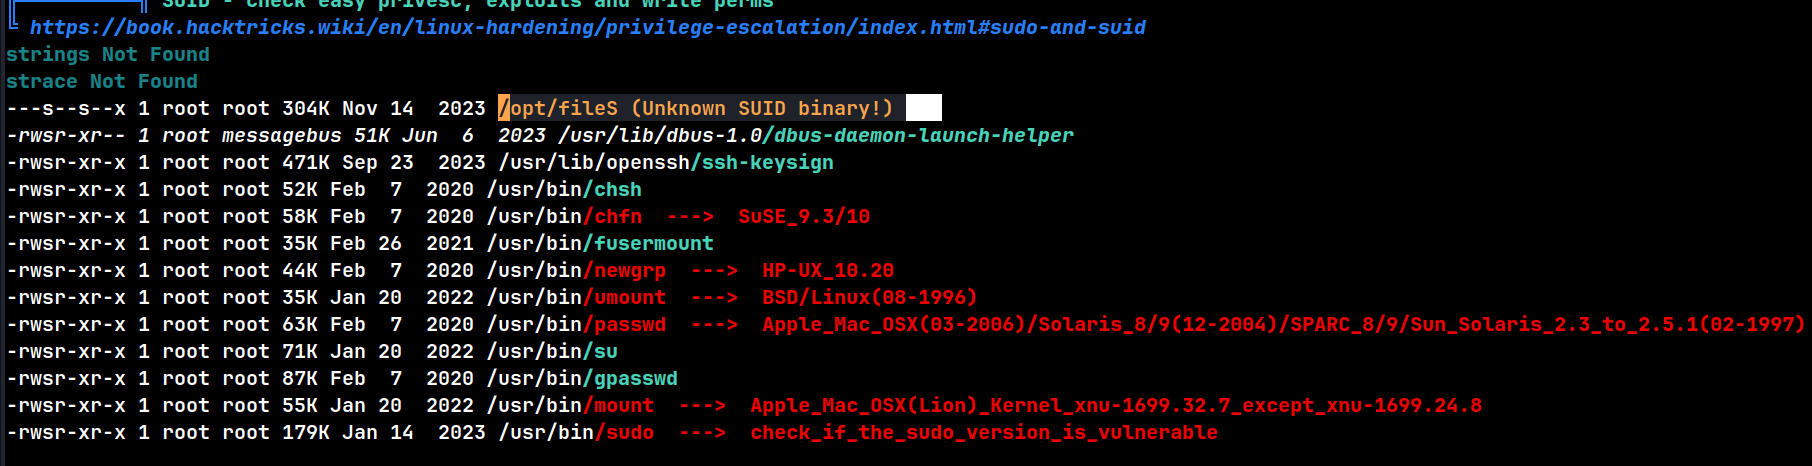 SUID - check easy privesc, exploits and write perms
https://book.hacktricks.wiki/en/linux-hardening/privilege-escalation/index.html#sudo-and-suid
strings Not Found
strace Not Found
---s--s--x 1 root root 304K Nov 14  2023 /opt/fileS (Unknown SUID binary!)
-rwsr-xr-- 1 root messagebus 51K Jun  6  2023 /usr/lib/dbus-1.0/dbus-daemon-launch-helper
-rwsr-xr-x 1 root root 471K Sep 23  2023 /usr/lib/openssh/ssh-keysign
-rwsr-xr-x 1 root root 52K Feb  7  2020 /usr/bin/chsh
-rwsr-xr-x 1 root root 58K Feb  7  2020 /usr/bin/chfn  --->  SuSE_9.3/10
-rwsr-xr-x 1 root root 35K Feb 26  2021 /usr/bin/fusermount
-rwsr-xr-x 1 root root 44K Feb  7  2020 /usr/bin/newgrp  --->  HP-UX_10.20
-rwsr-xr-x 1 root root 35K Jan 20  2022 /usr/bin/umount  --->  BSD/Linux(08-1996)
-rwsr-xr-x 1 root root 63K Feb  7  2020 /usr/bin/passwd  --->  Apple_Mac_OSX(03-2006)/Solaris_8/9(12-2004)/SPARC_8/9/Sun_Solaris_2.3_to_2.5.1(02-1997)
-rwsr-xr-x 1 root root 71K Jan 20  2022 /usr/bin/su
-rwsr-xr-x 1 root root 87K Feb  7  2020 /usr/bin/gpasswd
-rwsr-xr-x 1 root root 55K Jan 20  2022 /usr/bin/mount  --->  Apple_Mac_OSX(Lion)_Kernel_xnu-1699.32.7_except_xnu-1699.24.8
-rwsr-xr-x 1 root root 179K Jan 14  2023 /usr/bin/sudo  --->  check_if_the_sudo_version_is_vulnerable